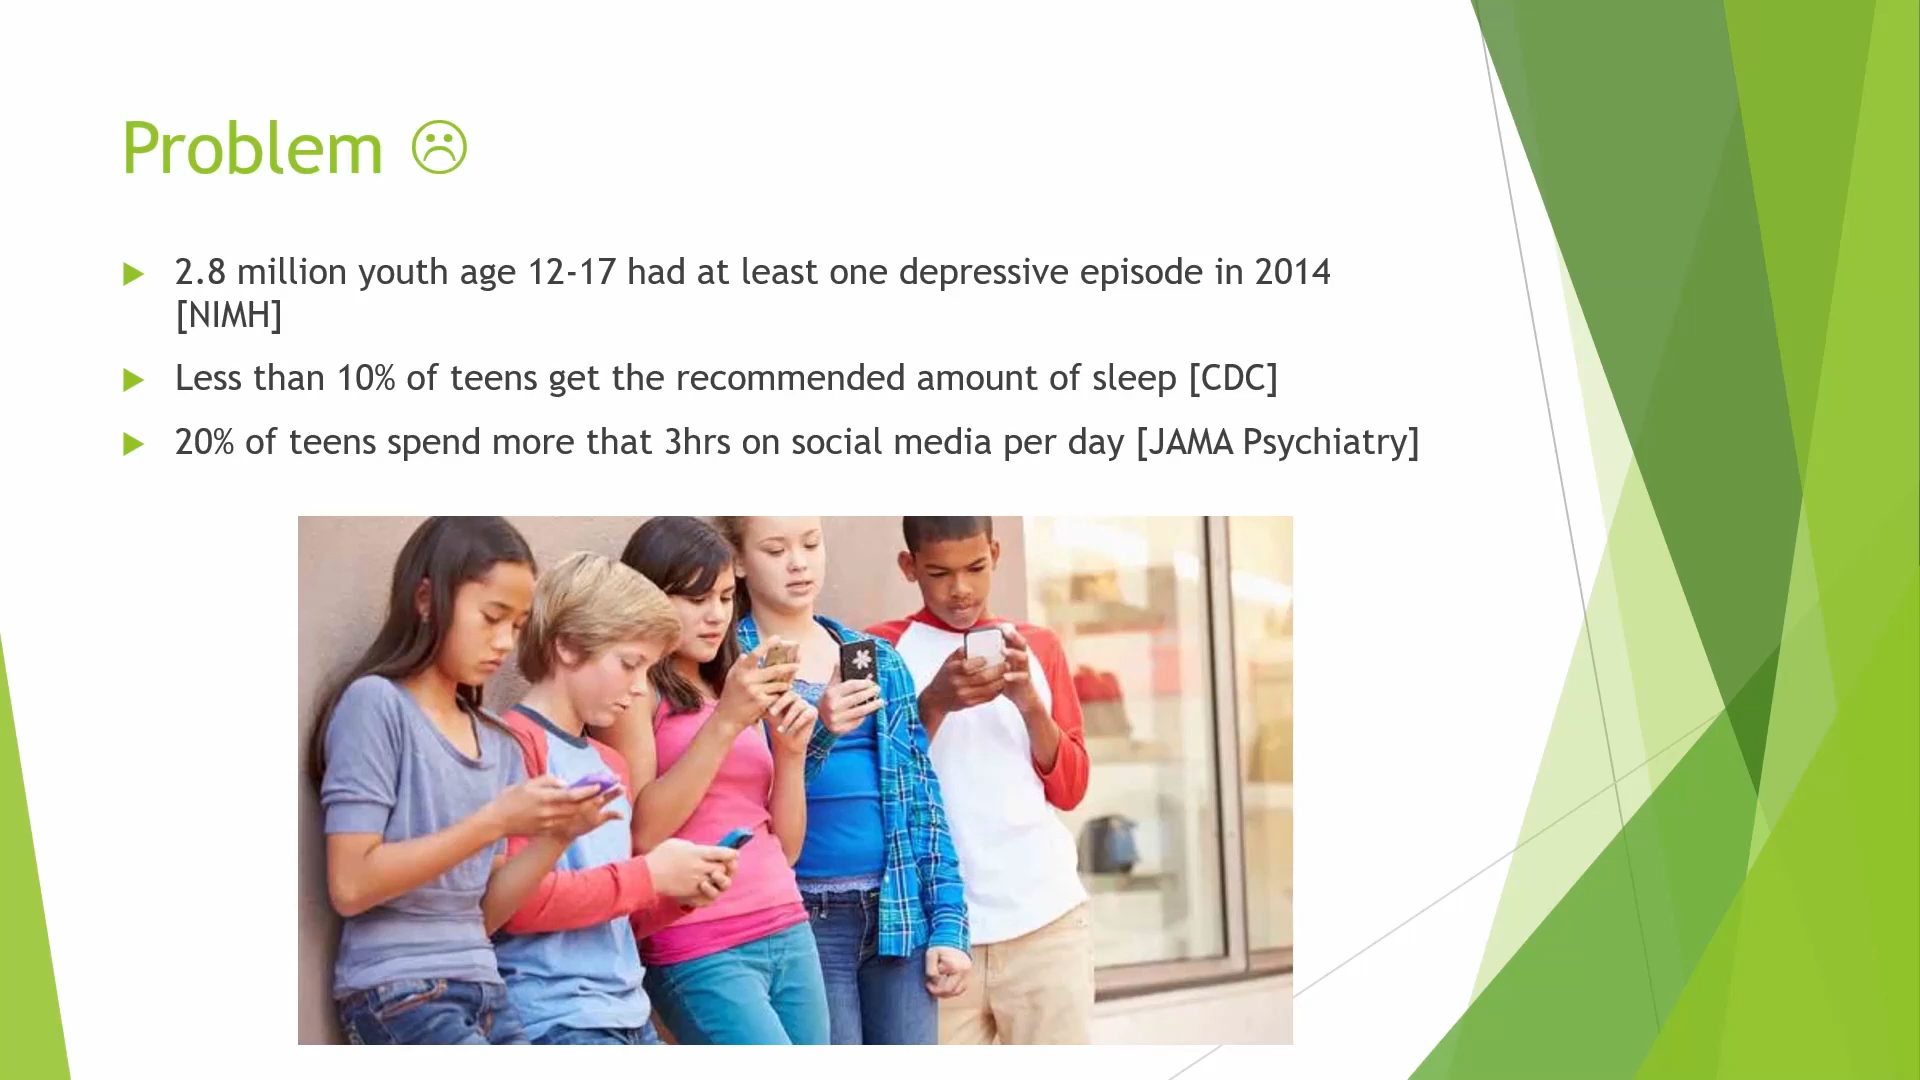 Problem ☹
2.8 million youth age 12-17 had at least one depressive episode in 2014
[NIMH]
Less than 10% of teens get the recommended amount of sleep [CDC]
20% of teens spend more that 3hrs on social media per day [JAMA Psychiatry]